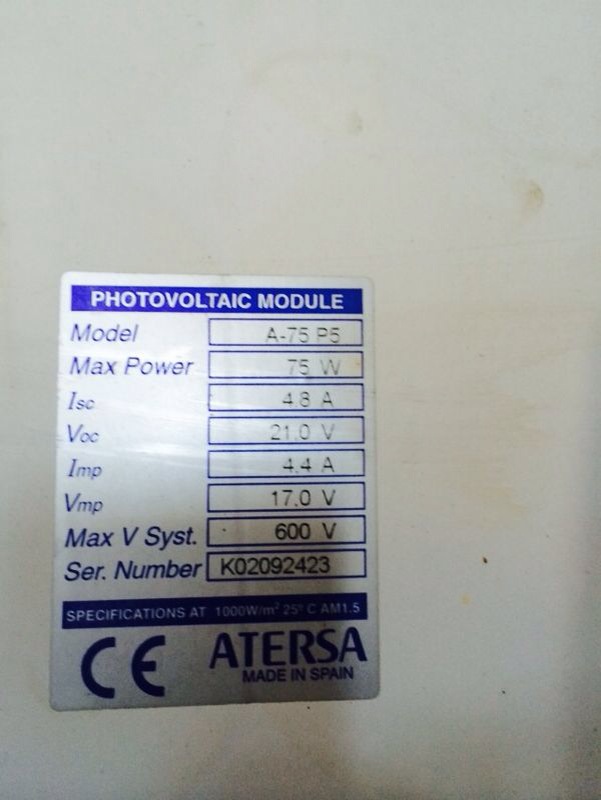 PHOTOVOLTAIC MODULE
Model A-75 P5
Max Power 75 W
Isc 4.8 A
Voc 21.0 V
Imp 4.4 A
Vmp 17.0 V
Max V Syst. 600 V
Ser. Number K02092423
SPECIFICATIONS AT 1000W/m² 25º C AM1.5
CE ATERSA
MADE IN SPAIN